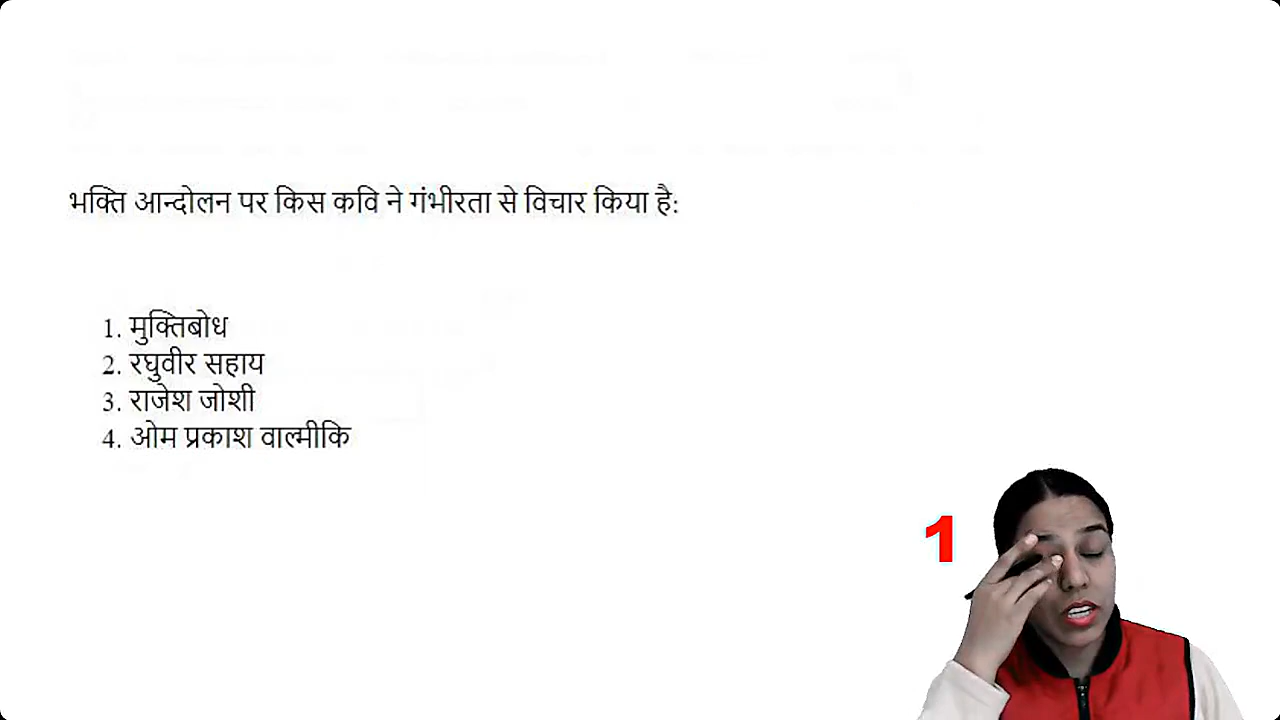 भक्ति आन्दोलन पर किस कवि ने गंभीरता से विचार किया है:
1. मुक्तिबोध
2. रघुवीर सहाय
3. राजेश जोशी
4. ओम प्रकाश वाल्मीकि
1